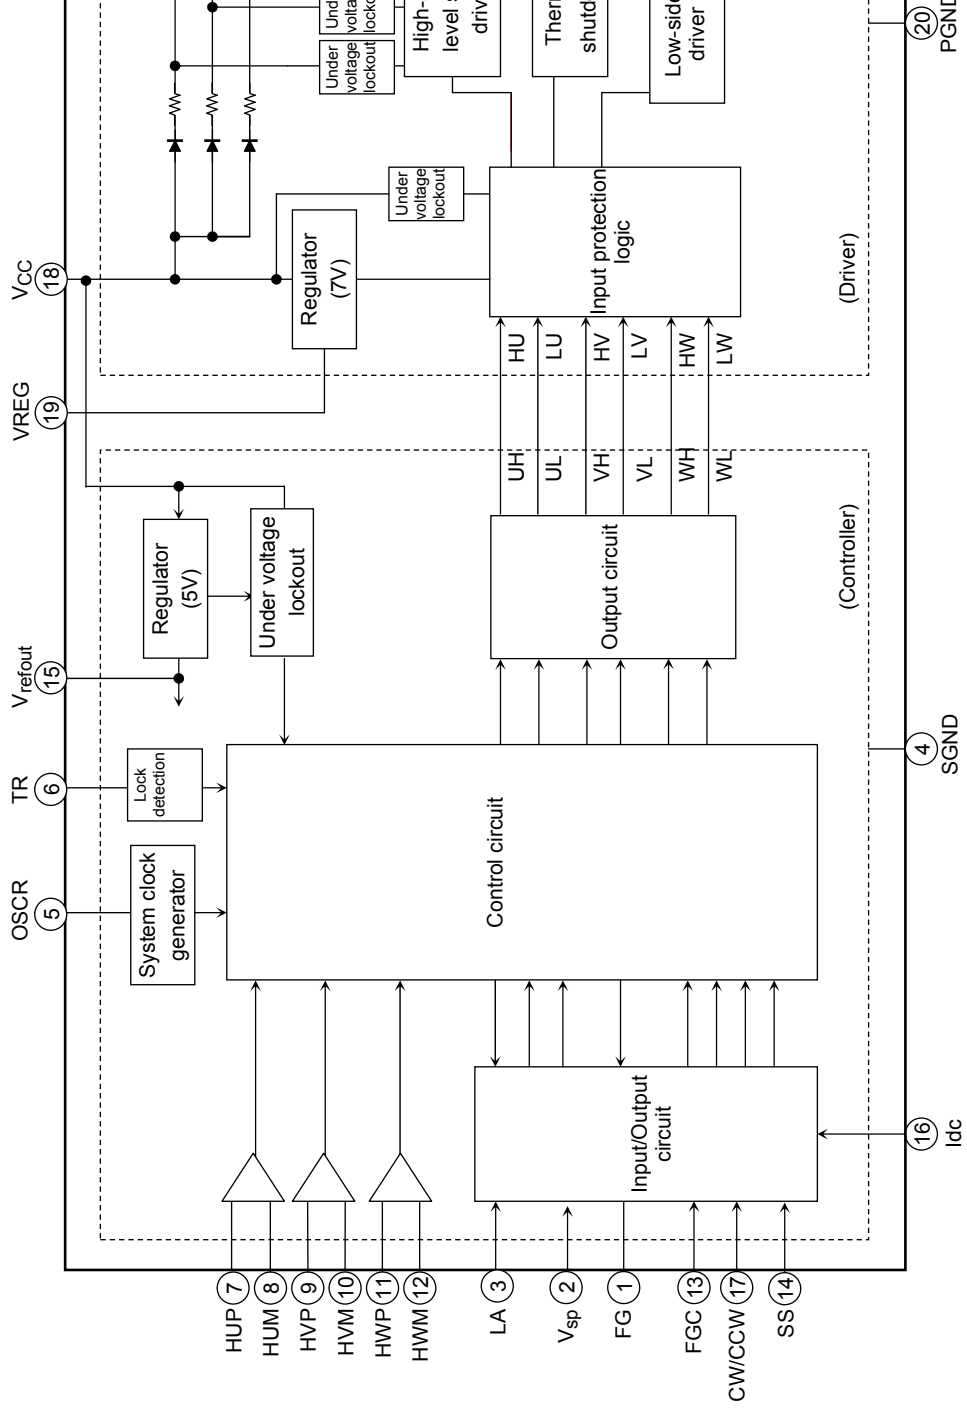 HUP
7
HUM
8
HVP
9
HVM
10
HWP
11
HWM
12
LA
3
Vsp
2
FG
1
FGC
13
CW/CCW
17
SS
14
OSCR
5
TR
6
Vrefout
15
VREG
19
VCC
18
System clock
generator
Lock
detection
Regulator
(5V)
Under voltage
lockout
Input/Output
circuit
Control circuit
Output circuit
(Controller)
UH
UL
VH
VL
WH
WL
HU
LU
HV
LV
HW
LW
Regulator
(7V)
Under
voltage
lockout
Input protection
logic
(Driver)
Under
voltage
lockout
High-
level s
driv
shutd
Low-side
driver
16
Idc
4
SGND
20
PGND